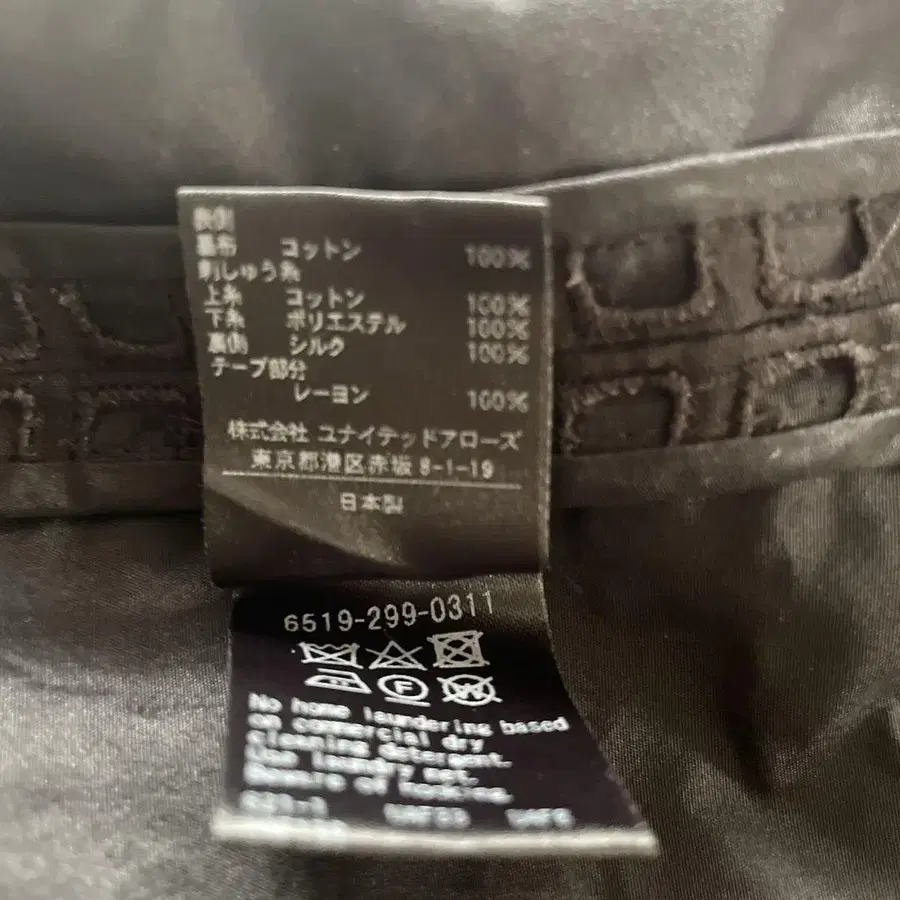 表側
基布 コットン 100%
刺しゅう糸
上糸 コットン 100%
下糸 ポリエステル 100%
裏側 シルク 100%
テープ部分
レーヨン 100%
株式会社 ユナイテッドアローズ
東京都港区赤坂 8-1-19
日本製
6519-299-0311
F
W
No home laundering based
on commercial dry
cleaning detergent.
Use laundry net.
Beware of hooking.